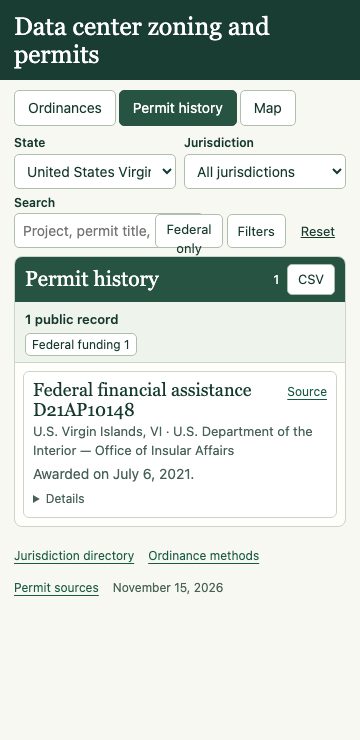 Data center zoning and
permits
Ordinances Permit history Map
State Jurisdiction
United States Virgin All jurisdictions
Search
Project, permit title, Federal only Filters Reset
Permit history 1 CSV
1 public record
Federal funding 1
Federal financial assistance Source
D21AP10148
U.S. Virgin Islands, VI · U.S. Department of the
Interior — Office of Insular Affairs
Awarded on July 6, 2021.
Details
Jurisdiction directory Ordinance methods
Permit sources November 15, 2026